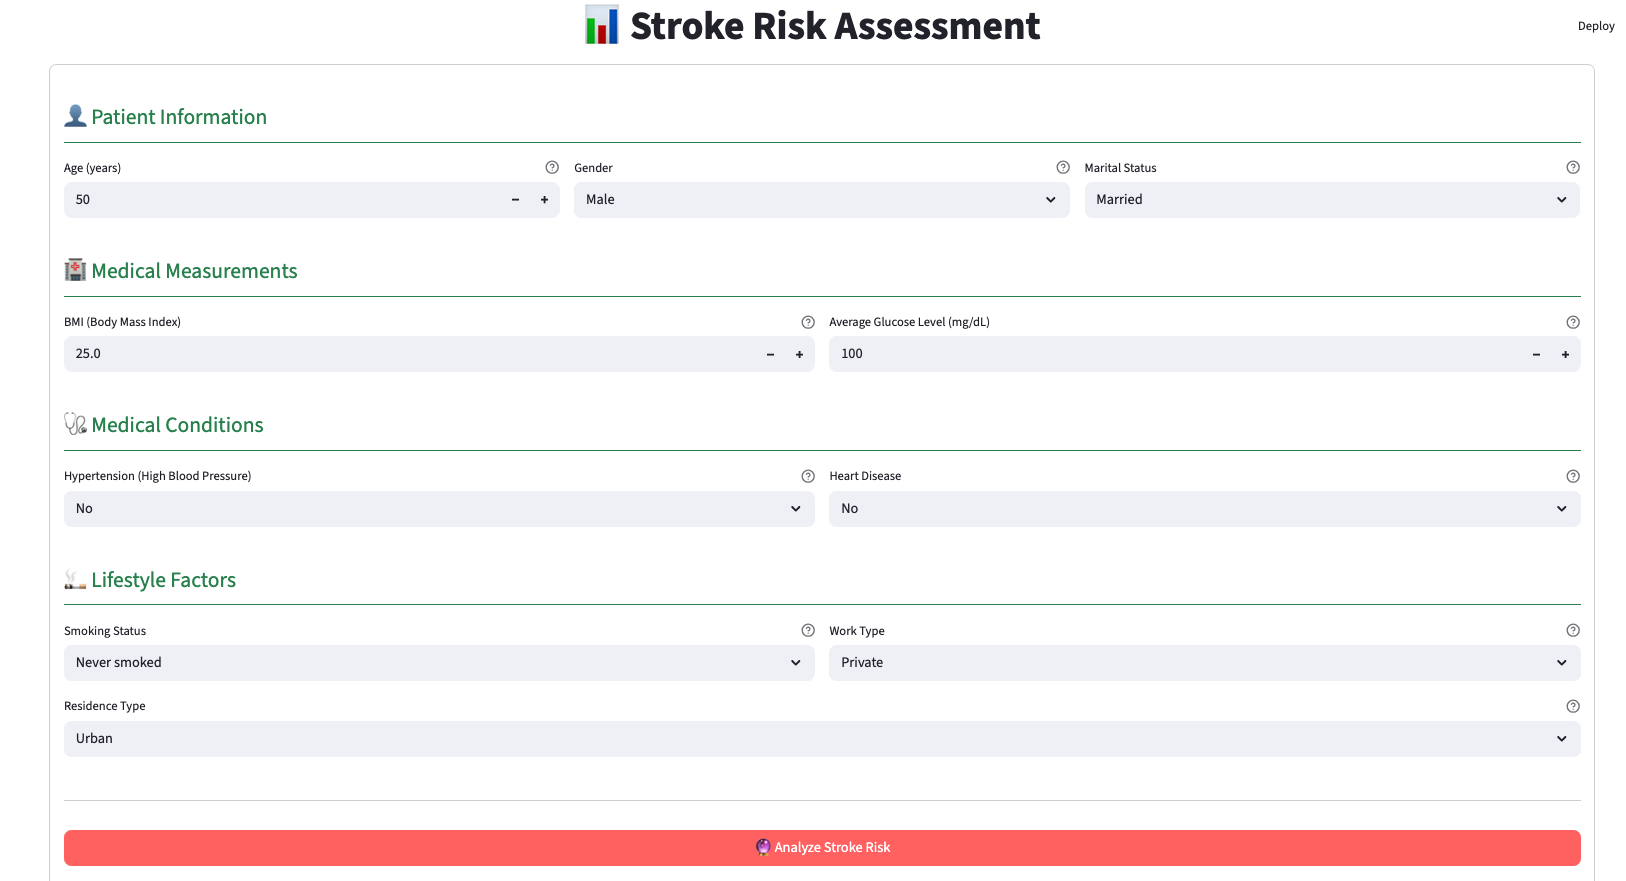 Stroke Risk Assessment
Deploy
Patient Information
Age (years)
Gender
Marital Status
50
Male
Married
Medical Measurements
BMI (Body Mass Index)
Average Glucose Level (mg/dL)
25.0
100
Medical Conditions
Hypertension (High Blood Pressure)
Heart Disease
No
No
Lifestyle Factors
Smoking Status
Work Type
Never smoked
Private
Residence Type
Urban
Analyze Stroke Risk